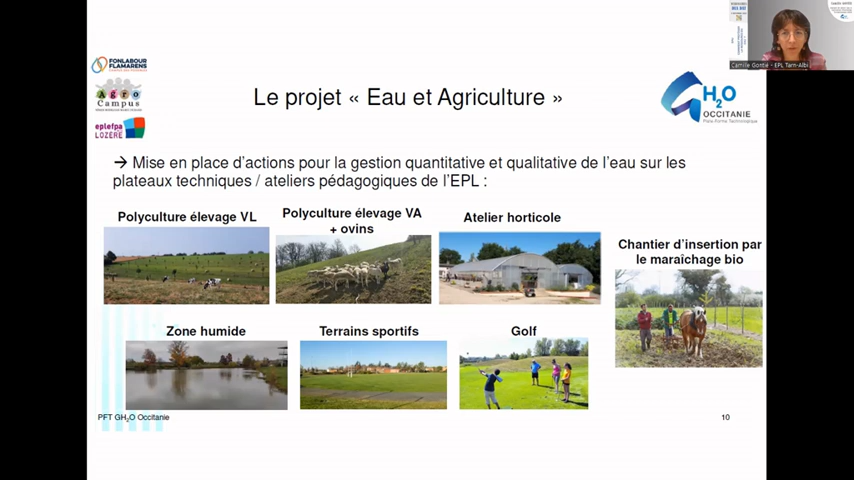 FONLABOUR
FLAMARENS
Agro
Campus
eplefpa
LOZÈRE
Le projet « Eau et Agriculture »
H2O
OCCITANIE
Plate-Forme Technologique
Camille Gontié - EPL Tarn-Albi
→ Mise en place d’actions pour la gestion quantitative et qualitative de l’eau sur les
plateaux techniques / ateliers pédagogiques de l’EPL :
Polyculture élevage VL
Polyculture élevage VA
+ ovins
Atelier horticole
Chantier d’insertion par
le maraîchage bio
Zone humide
Terrains sportifs
Golf
PFT GH2O Occitanie
10